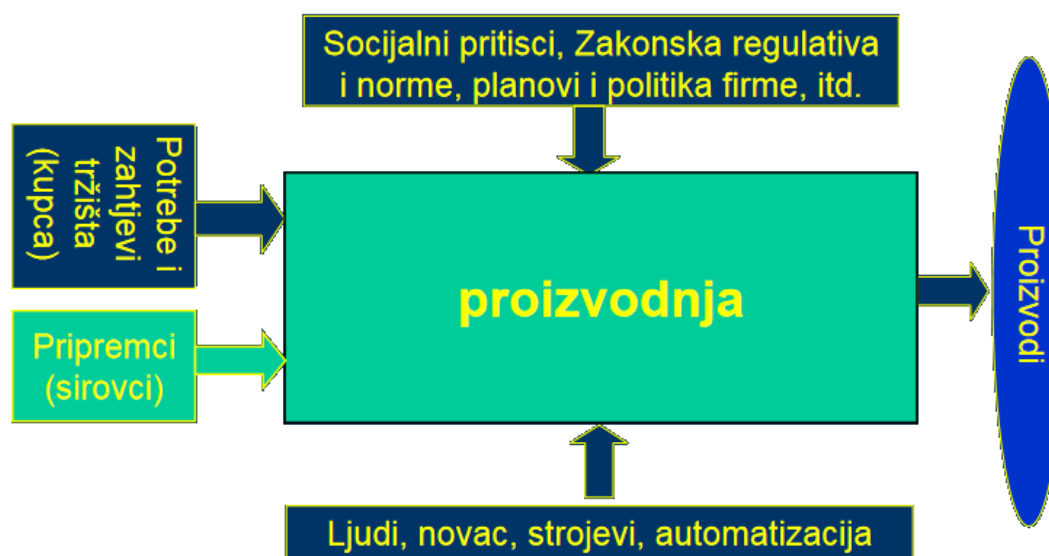 Socijalni pritisci, Zakonska regulativa
i norme, planovi i politika firme, itd.
Potrebe i
zahtjevi
tržišta
(kupca)
proizvodnja
Proizvodi
Pripremci
(sirovci)
Ljudi, novac, strojevi, automatizacija